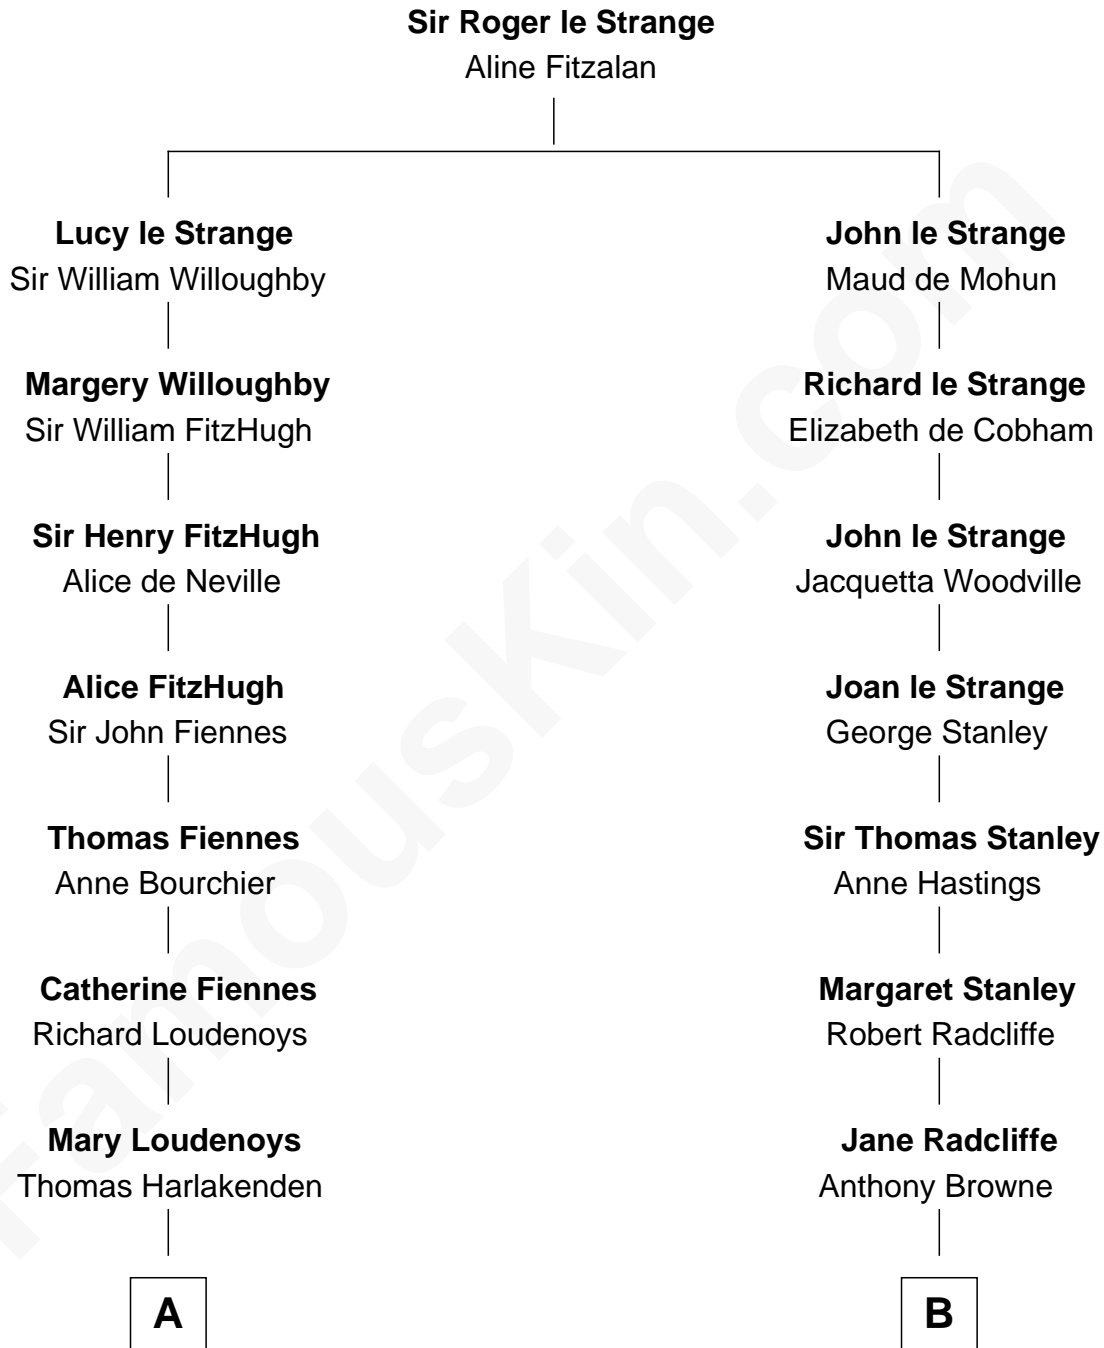 Sir Roger le Strange
Aline Fitzalan
Lucy le Strange
Sir William Willoughby
John le Strange
Maud de Mohun
Margery Willoughby
Sir William FitzHugh
Richard le Strange
Elizabeth de Cobham
Sir Henry FitzHugh
Alice de Neville
John le Strange
Jacquetta Woodville
Alice FitzHugh
Sir John Fiennes
Joan le Strange
George Stanley
Thomas Fiennes
Anne Bourchier
Sir Thomas Stanley
Anne Hastings
Catherine Fiennes
Richard Loudenoys
Margaret Stanley
Robert Radcliffe
Mary Loudenoys
Thomas Harlakenden
Jane Radcliffe
Anthony Browne
A
B
FamousKin.com